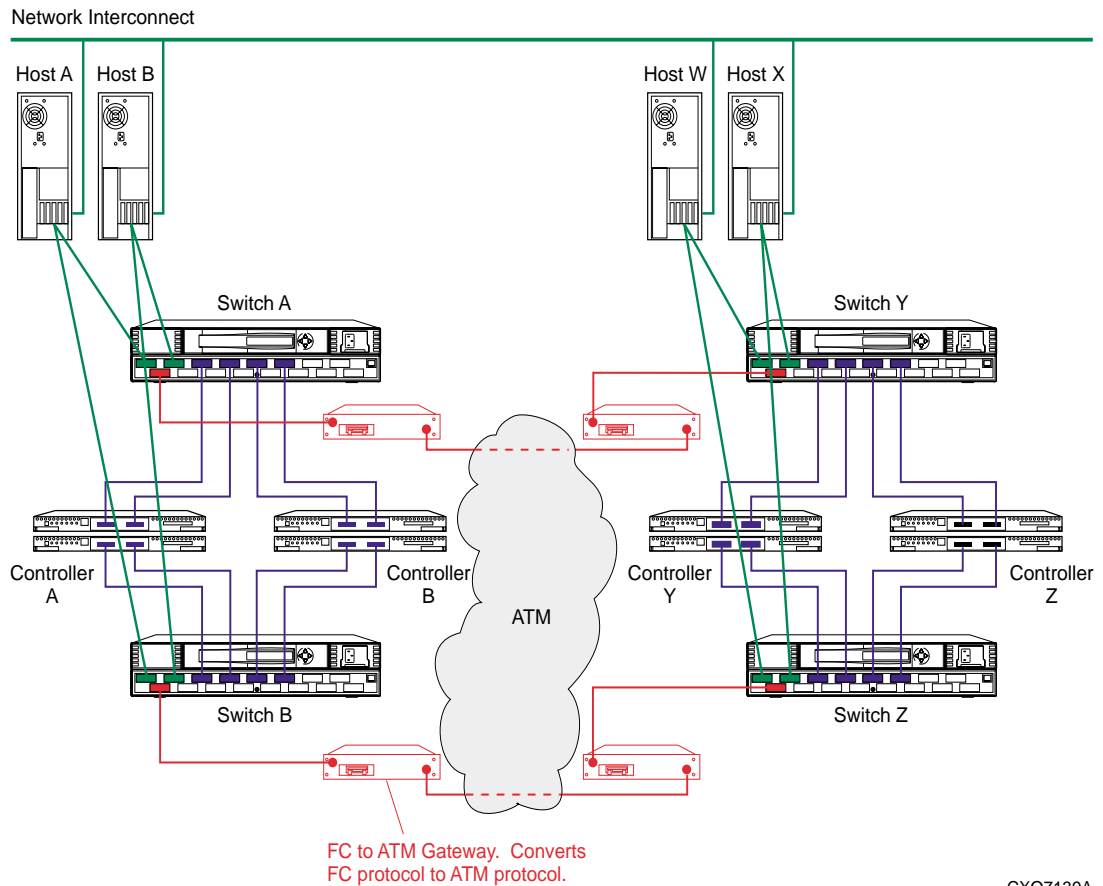 Network Interconnect
Host A
Host B
Host W
Host X
Switch A
Switch Y
Controller
A
Controller
B
ATM
Controller
Y
Controller
Z
Switch B
Switch Z
FC to ATM Gateway. Converts
FC protocol to ATM protocol.